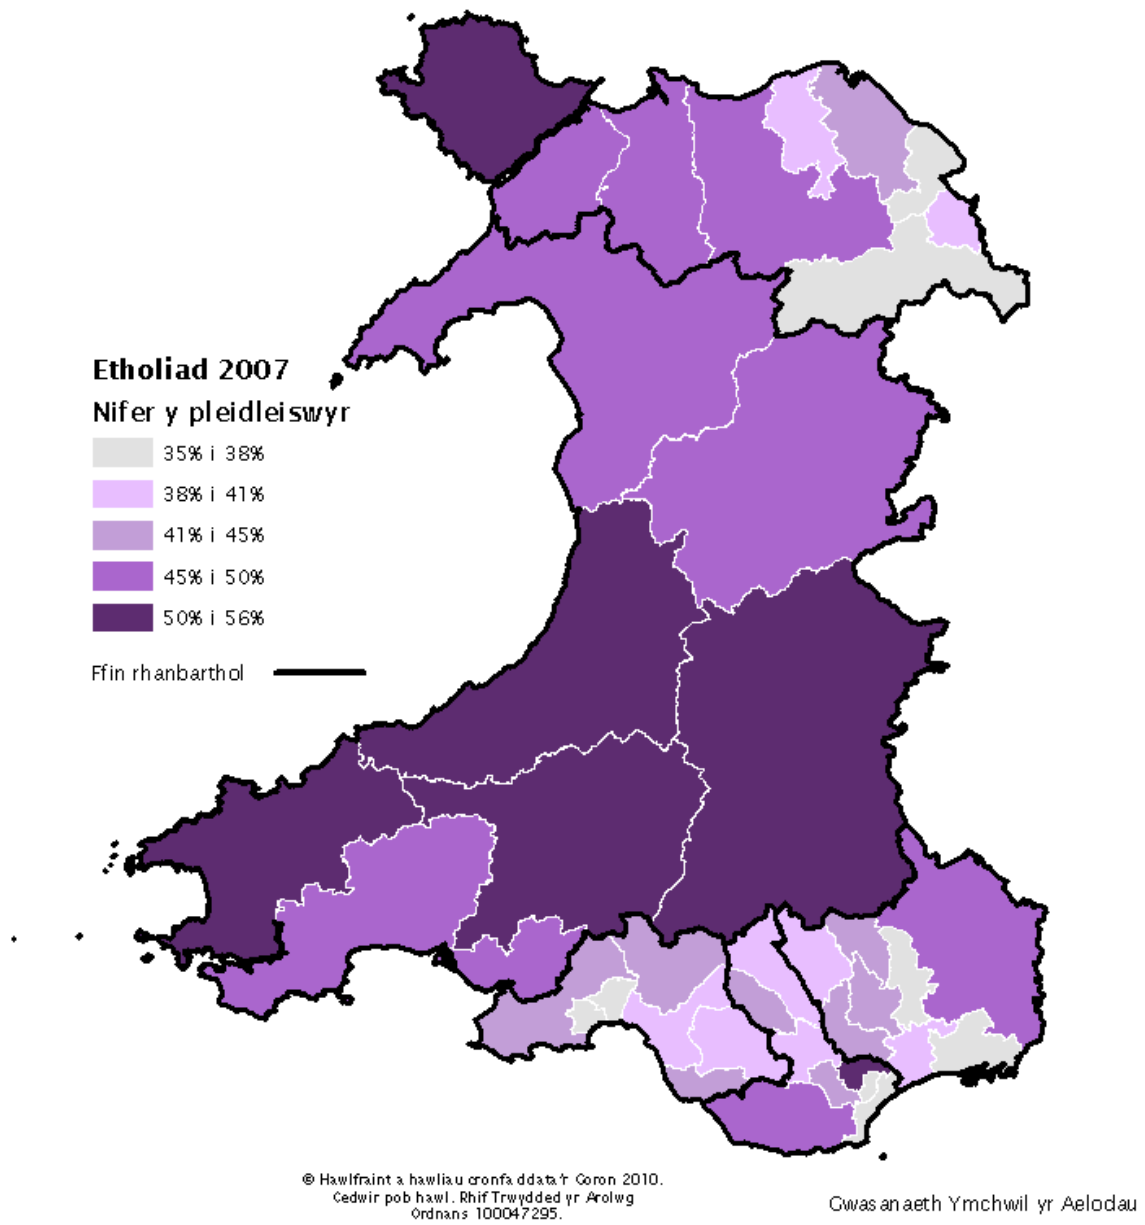 Etholiad 2007
Nifer y pleidleiswyr
35% i 38%
38% i 41%
41% i 45%
45% i 50%
50% i 56%
Ffin rhanbarthol
© Hawlfraint a hawliau cronfa ddata'r Goron 2010.
Cedwir pob hawl. Rhif Trwydded yr Arolwg
Ordnans 100047295.
Gwasanaeth Ymchwil yr Aelodau